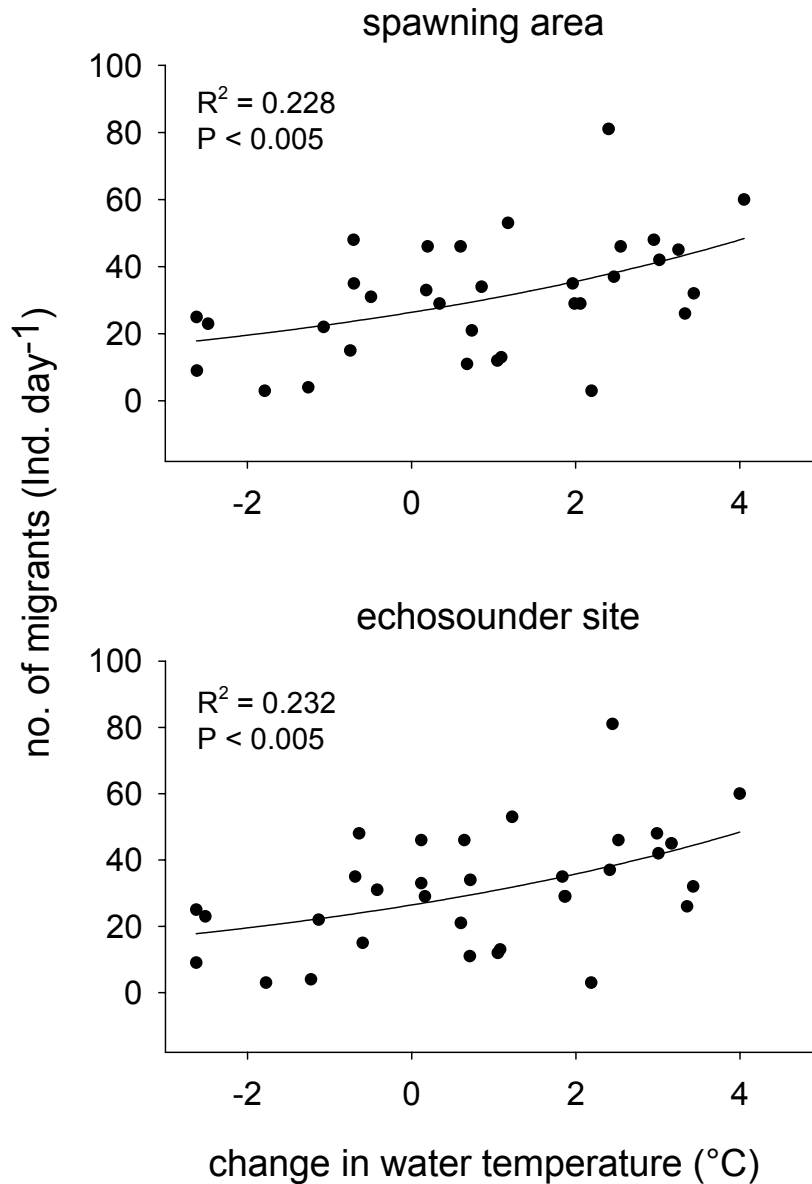 spawning area
100
80
60
40
20
0
R² = 0.228
P < 0.005
-2 0 2 4
echosounder site
100
80
60
40
20
0
R² = 0.232
P < 0.005
-2 0 2 4
no. of migrants (Ind. day-1)
change in water temperature (°C)